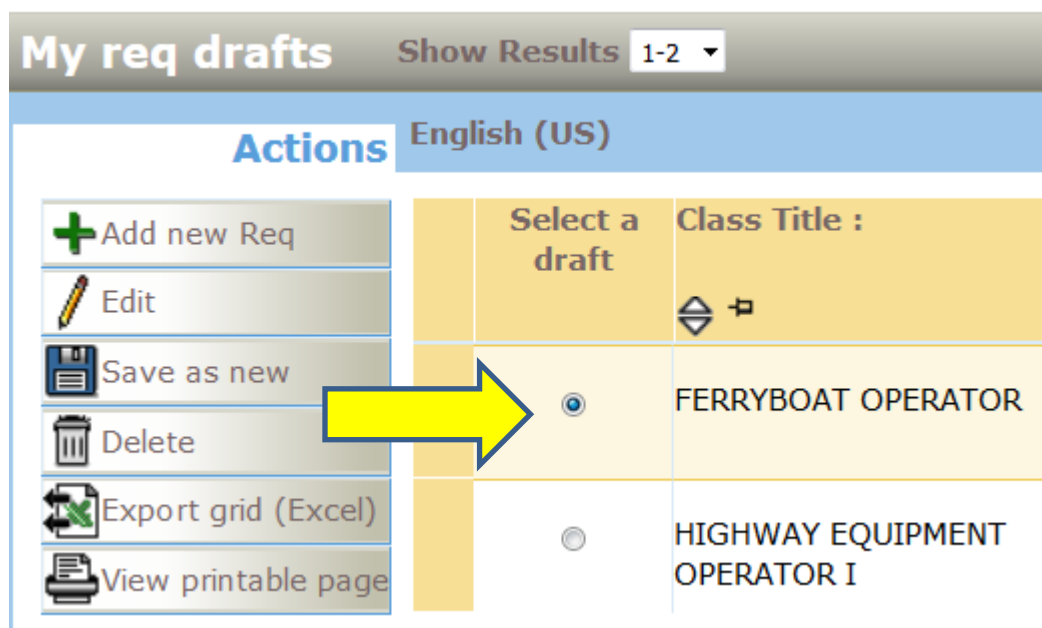 My req drafts Show Results 1-2
Actions English (US)
Add new Req
Edit
Save as new
Delete
Export grid (Excel)
View printable page
Select a
draft
Class Title :
FERRYBOAT OPERATOR
HIGHWAY EQUIPMENT
OPERATOR I